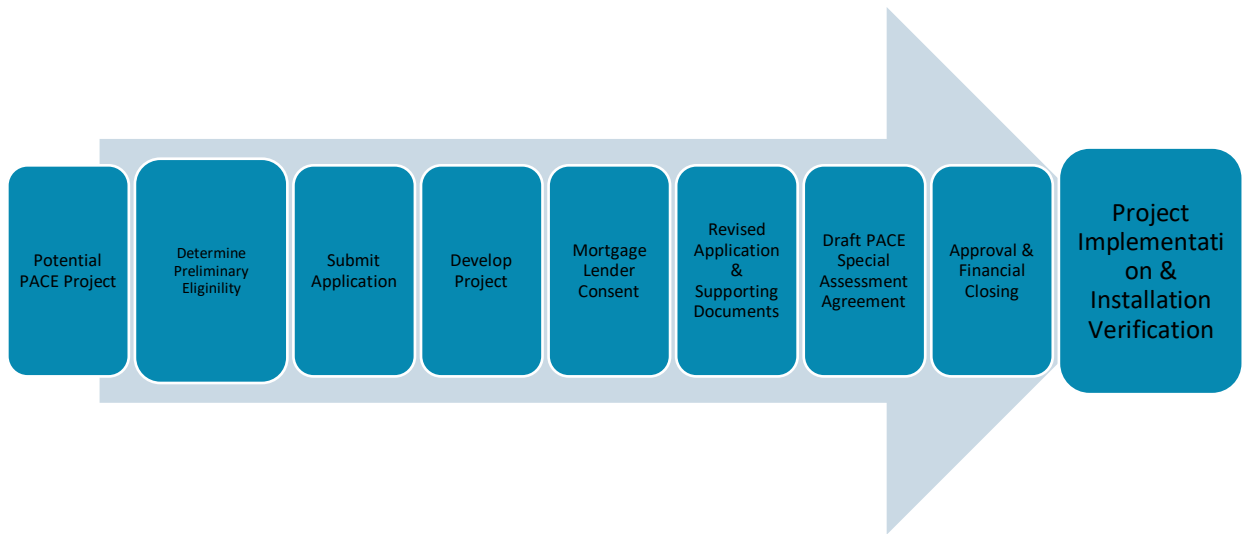 Potential
PACE Project
Determine
Preliminary
Eliginility
Submit
Application
Develop
Project
Mortgage
Lender
Consent
Revised
Application
&
Supporting
Documents
Draft PACE
Special
Assessment
Agreement
Approval &
Financial
Closing
Project
Implementati
on &
Installation
Verification